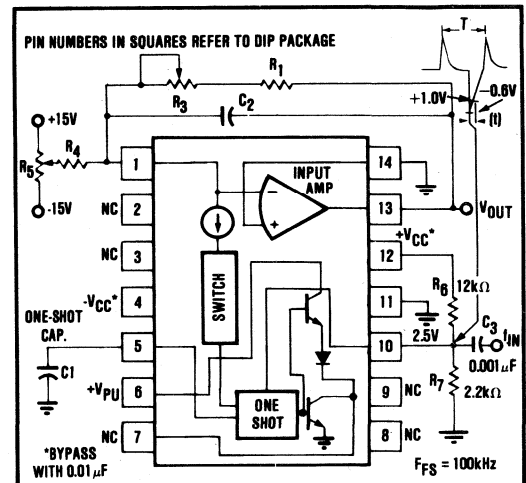 PIN NUMBERS IN SQUARES REFER TO DIP PACKAGE
T
R1
R3
-0.6V
+1.0V
(t)
C2
+15V
R4
R5
-15V
1
INPUT
AMP
14
NC
2
13
VOUT
+VCC*
NC
3
12
-VCC*
4
SWITCH
11
R6
12kΩ
ONE-SHOT
CAP.
5
2.5V
10
C3
fIN
0.001μF
C1
+VPU
6
9
NC
R7
2.2kΩ
NC
7
ONE
SHOT
8
NC
*BYPASS
WITH 0.01μF
FFS = 100kHz